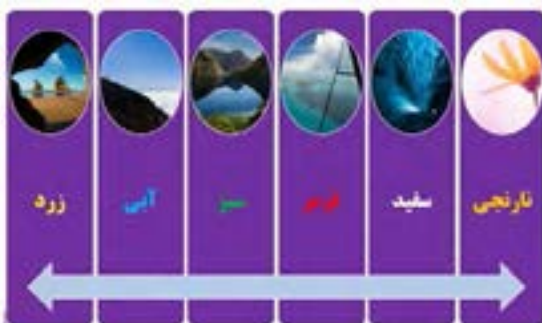 نارنجی
سفید
قرمز
سبز
آبی
زرد